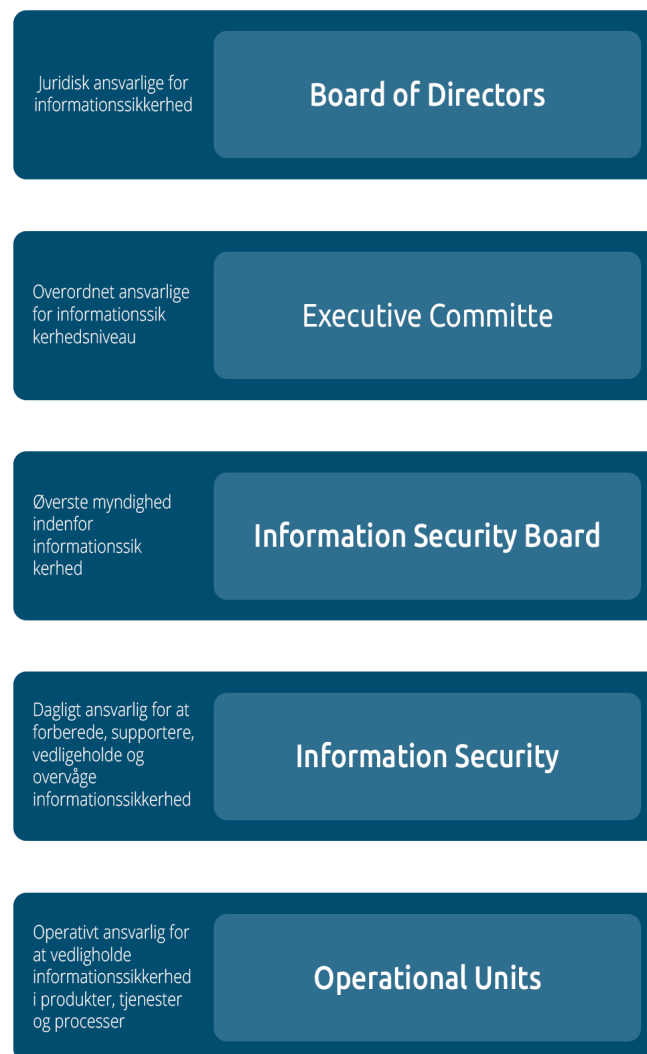 Juridisk ansvarlige for
informationssikkerhed
Board of Directors
Overordnet ansvarlige
for informationssik
kerhedsniveau
Executive Committe
Øverste myndighed
indenfor
informationssik
kerhed
Information Security Board
Dagligt ansvarlig for at
forberede, supportere,
vedligeholde og
overvåge
informationssikkerhed
Information Security
Operativt ansvarlig for
at vedligholde
informationssikkerhed
i produkter, tjenester
og processer
Operational Units